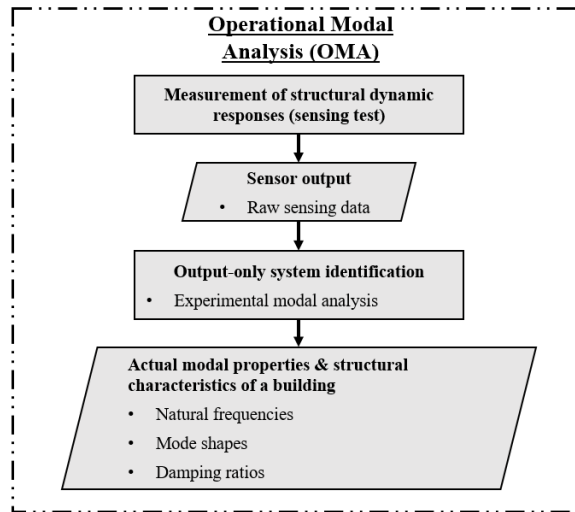 Operational Modal
Analysis (OMA)
Measurement of structural dynamic
responses (sensing test)
Sensor output
• Raw sensing data
Output-only system identification
• Experimental modal analysis
Actual modal properties & structural
characteristics of a building
• Natural frequencies
• Mode shapes
• Damping ratios